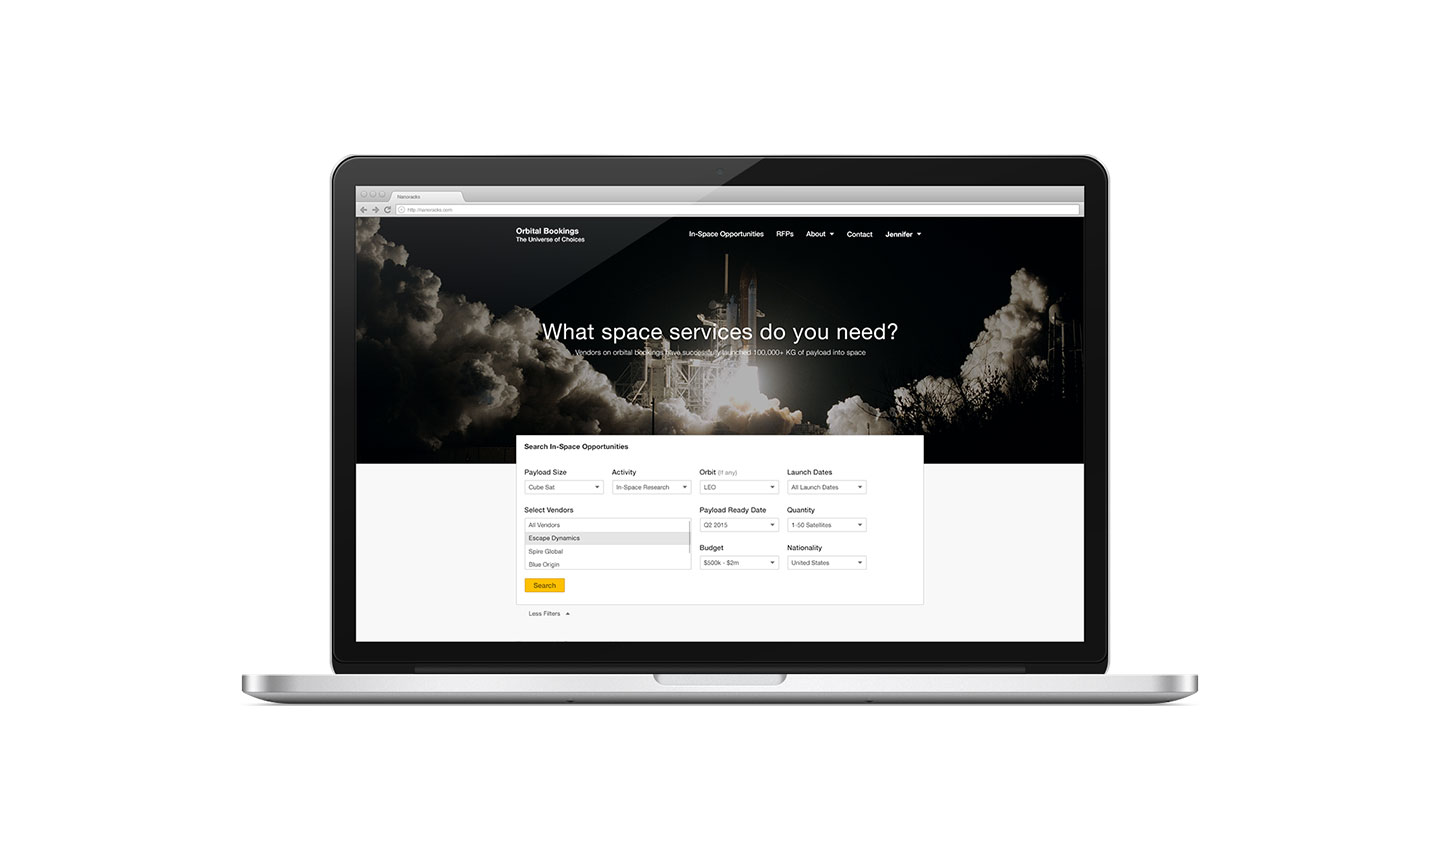 Nanoracks
http://nanoracks.com
Orbital Bookings
The Universe of Choices
In-Space Opportunities RFPs About Contact Jennifer
What space services do you need?
Vendors on orbital bookings have successfully launched 100,000+ KG of payload into space
Search In-Space Opportunities
Payload Size Activity Orbit (If any) Launch Dates
Cube Sat In-Space Research LEO All Launch Dates
Select Vendors Payload Ready Date Quantity
All Vendors Q2 2015 1-50 Satellites
Escape Dynamics
Budget Nationality
Spire Global
Blue Origin $500k - $2m United States
Search
Less Filters